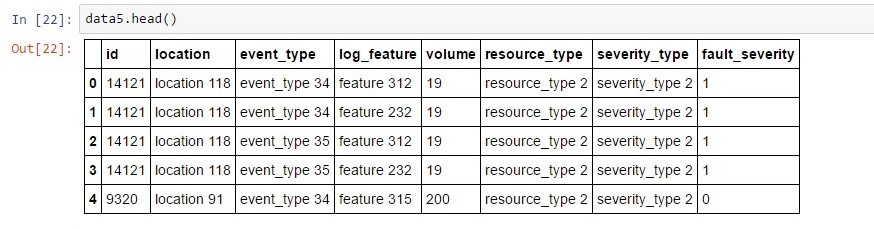 In [22]: data5.head()
Out[22]:
id location event_type log_feature volume resource_type severity_type fault_severity
0 14121 location 118 event_type 34 feature 312 19 resource_type 2 severity_type 2 1
1 14121 location 118 event_type 34 feature 232 19 resource_type 2 severity_type 2 1
2 14121 location 118 event_type 35 feature 312 19 resource_type 2 severity_type 2 1
3 14121 location 118 event_type 35 feature 232 19 resource_type 2 severity_type 2 1
4 9320 location 91 event_type 34 feature 315 200 resource_type 2 severity_type 2 0